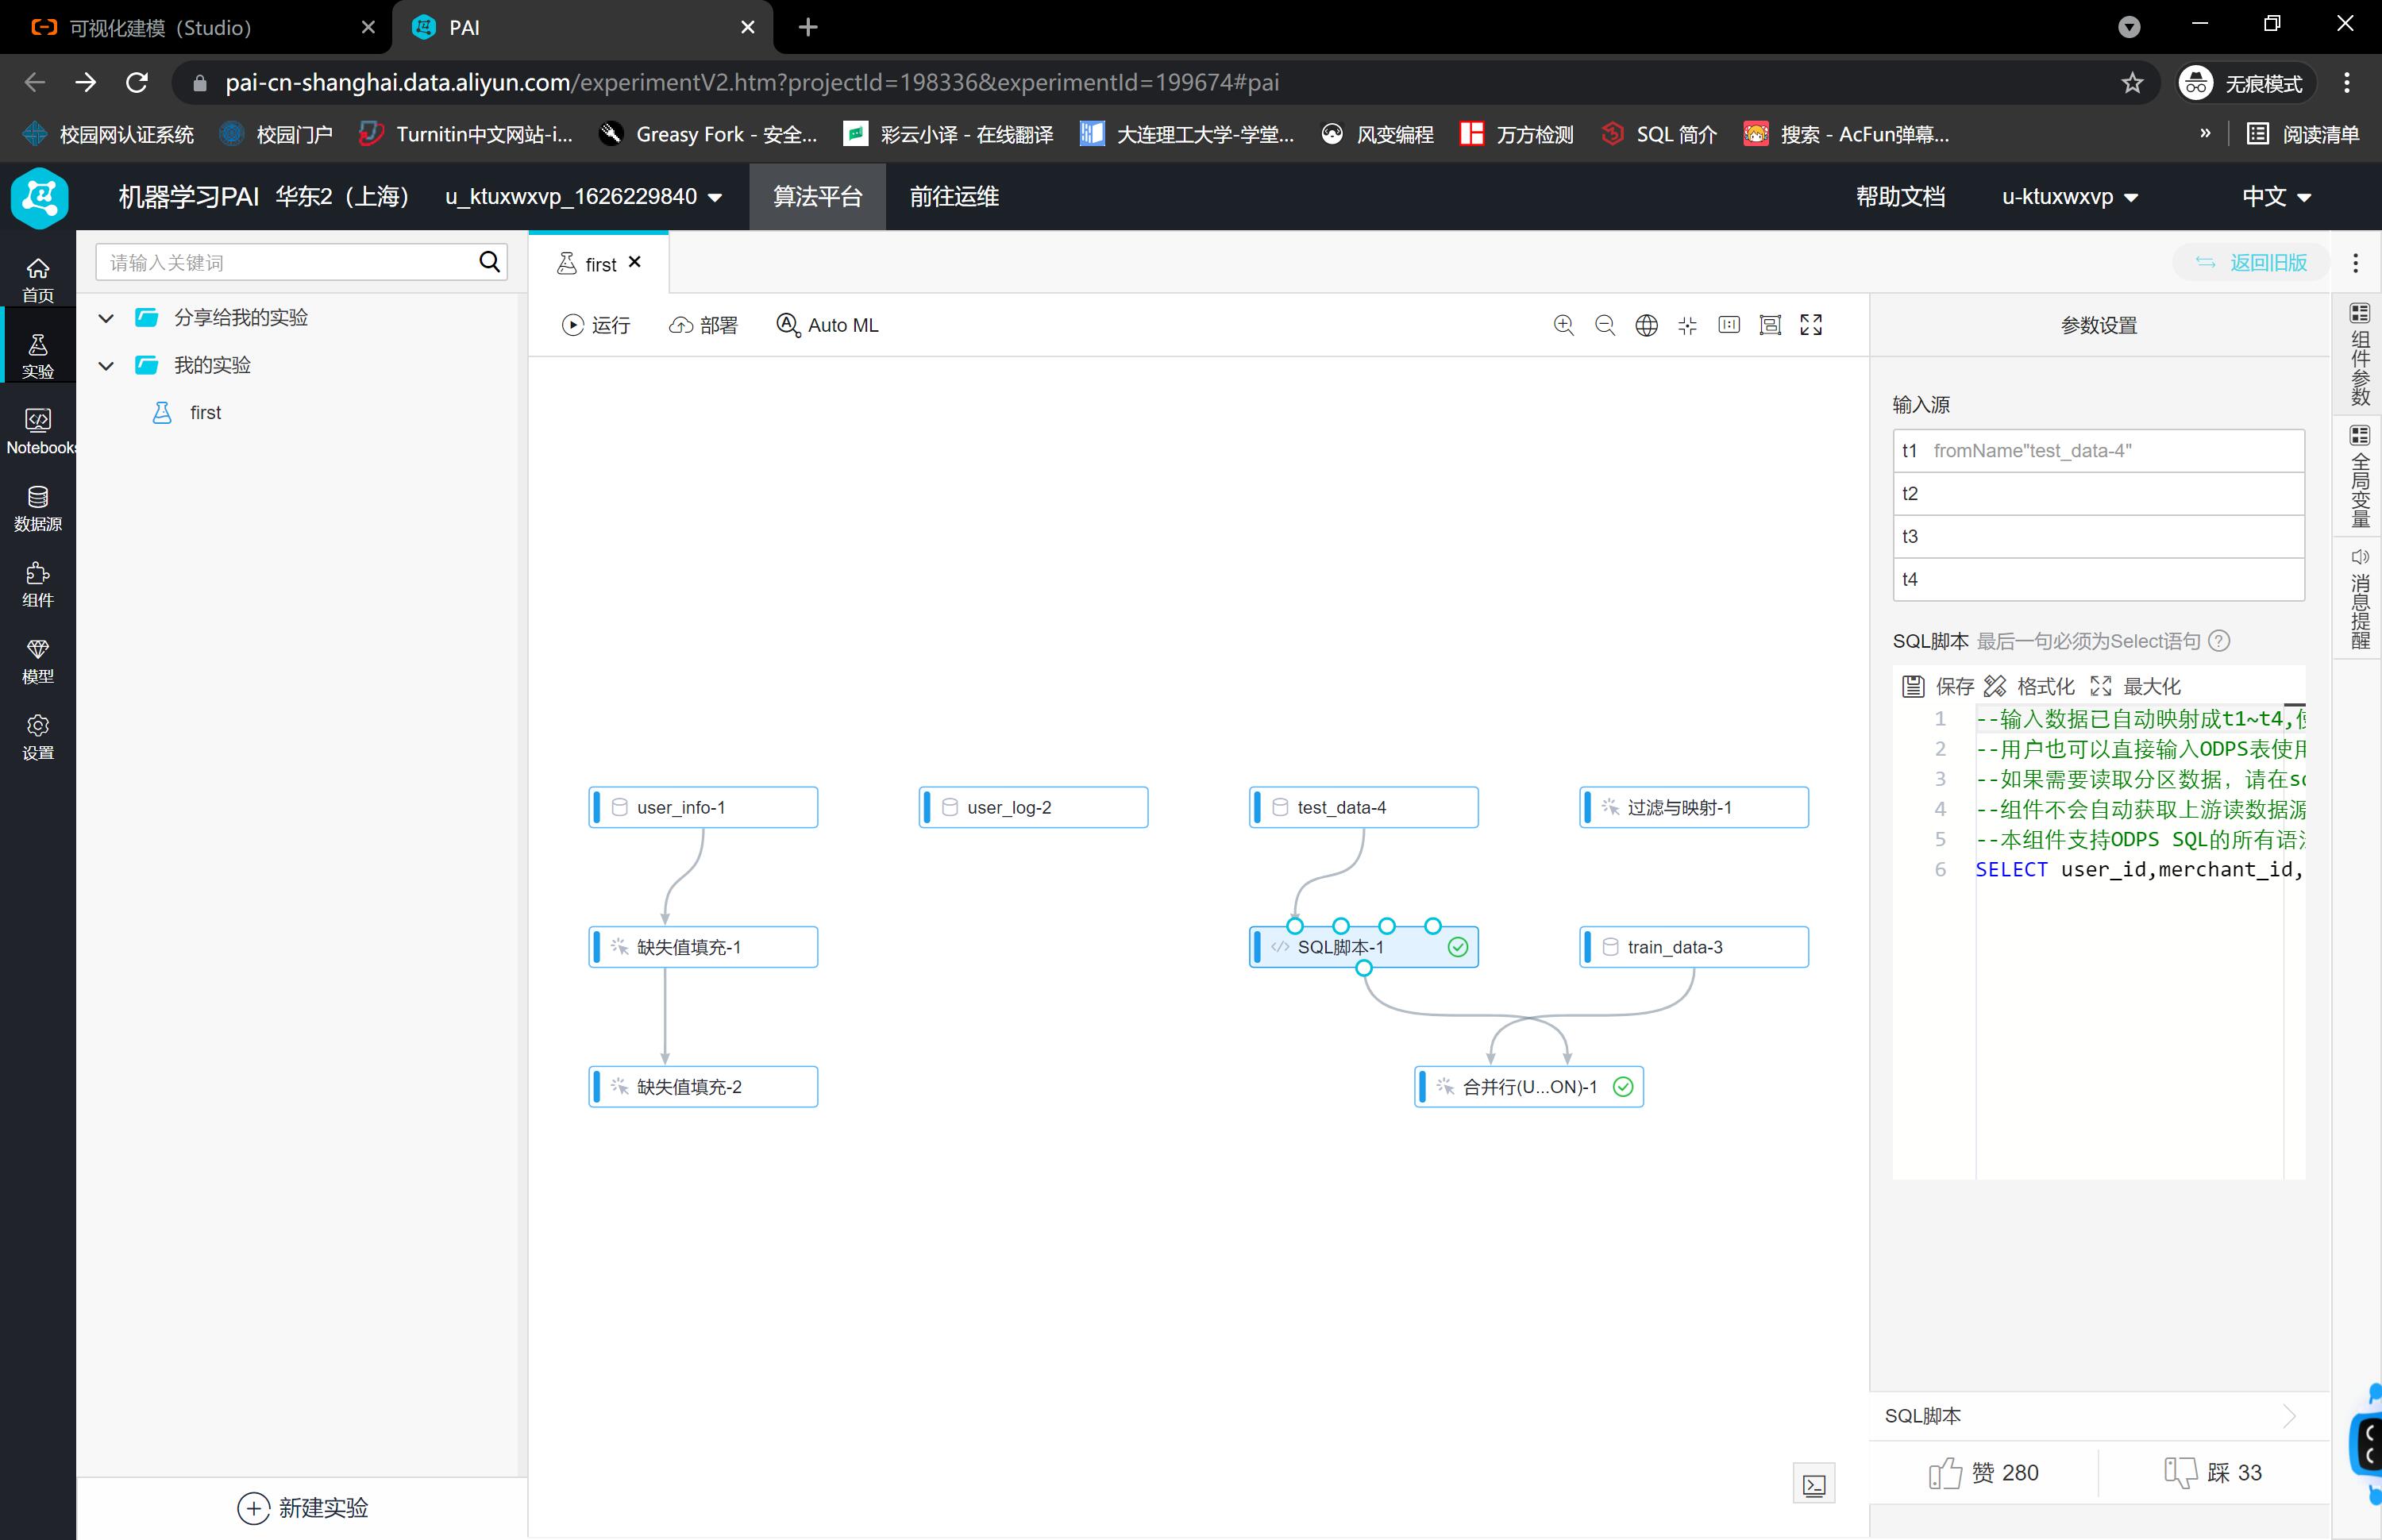 可视化建模（Studio）
PAI
pai-cn-shanghai.data.aliyun.com/experimentV2.htm?projectId=198336&experimentId=199674#pai
无痕模式
校园网认证系统
校园门户
Turnitin中文网站-i...
Greasy Fork - 安全...
彩云小译 - 在线翻译
大连理工大学-学堂...
风变编程
万方检测
SQL 简介
搜索 - AcFun弹幕...
»
阅读清单
机器学习PAI 华东2（上海）
u_ktuxwxvp_1626229840
算法平台
前往运维
帮助文档
u-ktuxwxvp
中文
首页
实验
Notebooks
数据源
组件
模型
设置
请输入关键词
分享给我的实验
我的实验
first
新建实验
first
返回旧版
运行
部署
Auto ML
user_info-1
user_log-2
test_data-4
过滤与映射-1
缺失值填充-1
SQL脚本-1
train_data-3
缺失值填充-2
合并行(U...ON)-1
参数设置
输入源
t1 fromName"test_data-4"
t2
t3
t4
SQL脚本 最后一句必须为Select语句
保存 格式化 最大化
1 --输入数据已自动映射成t1~t4,使
2 --用户也可以直接输入ODPS表使用
3 --如果需要读取分区数据，请在sc
4 --组件不会自动获取上游读数据源
5 --本组件支持ODPS SQL的所有语法
6 SELECT user_id,merchant_id,
SQL脚本
赞 280
踩 33
组件参数
全局变量
消息提醒